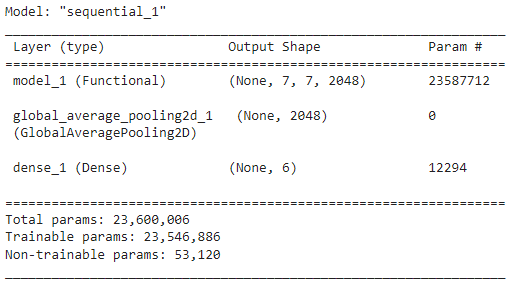 Model: "sequential_1"
_________________________________________________________________
Layer (type)                Output Shape              Param #
=================================================================
model_1 (Functional)        (None, 7, 7, 2048)        23587712
global_average_pooling2d_1   (None, 2048)             0
(GlobalAveragePooling2D)
dense_1 (Dense)             (None, 6)                 12294
=================================================================
Total params: 23,600,006
Trainable params: 23,546,886
Non-trainable params: 53,120
_________________________________________________________________